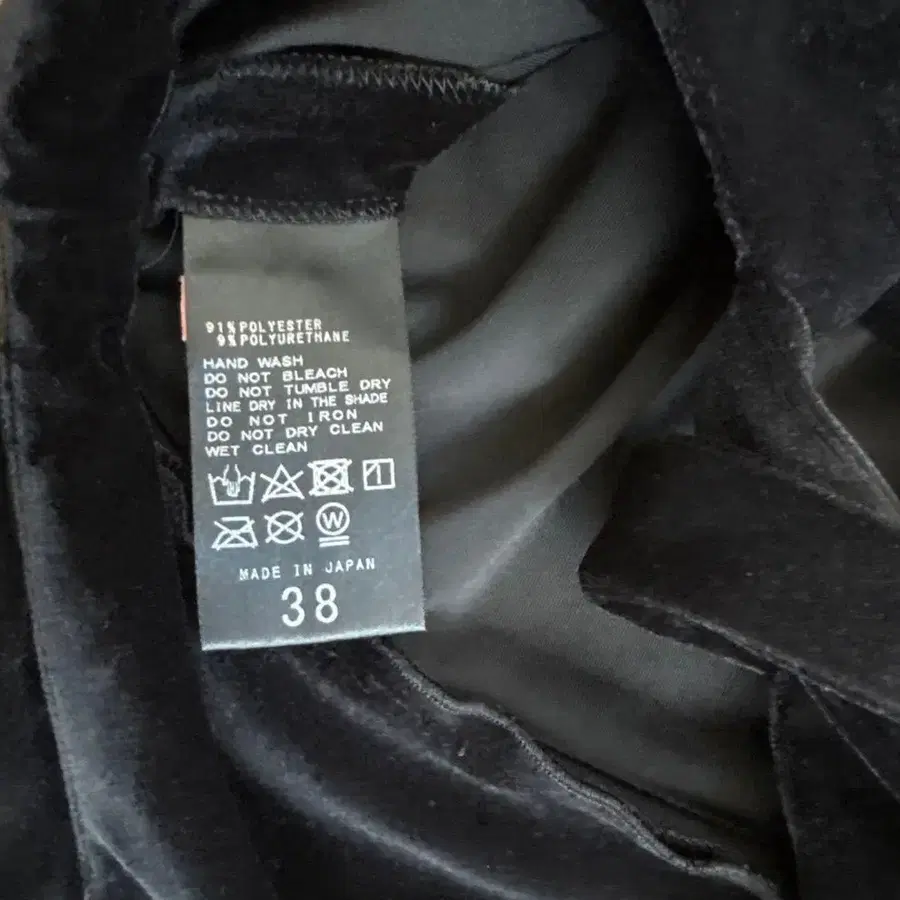 91%POLYESTER
9%POLYURETHANE
HAND WASH
DO NOT BLEACH
DO NOT TUMBLE DRY
LINE DRY IN THE SHADE
DO NOT IRON
DO NOT DRY CLEAN
WET CLEAN
W
MADE IN JAPAN
38